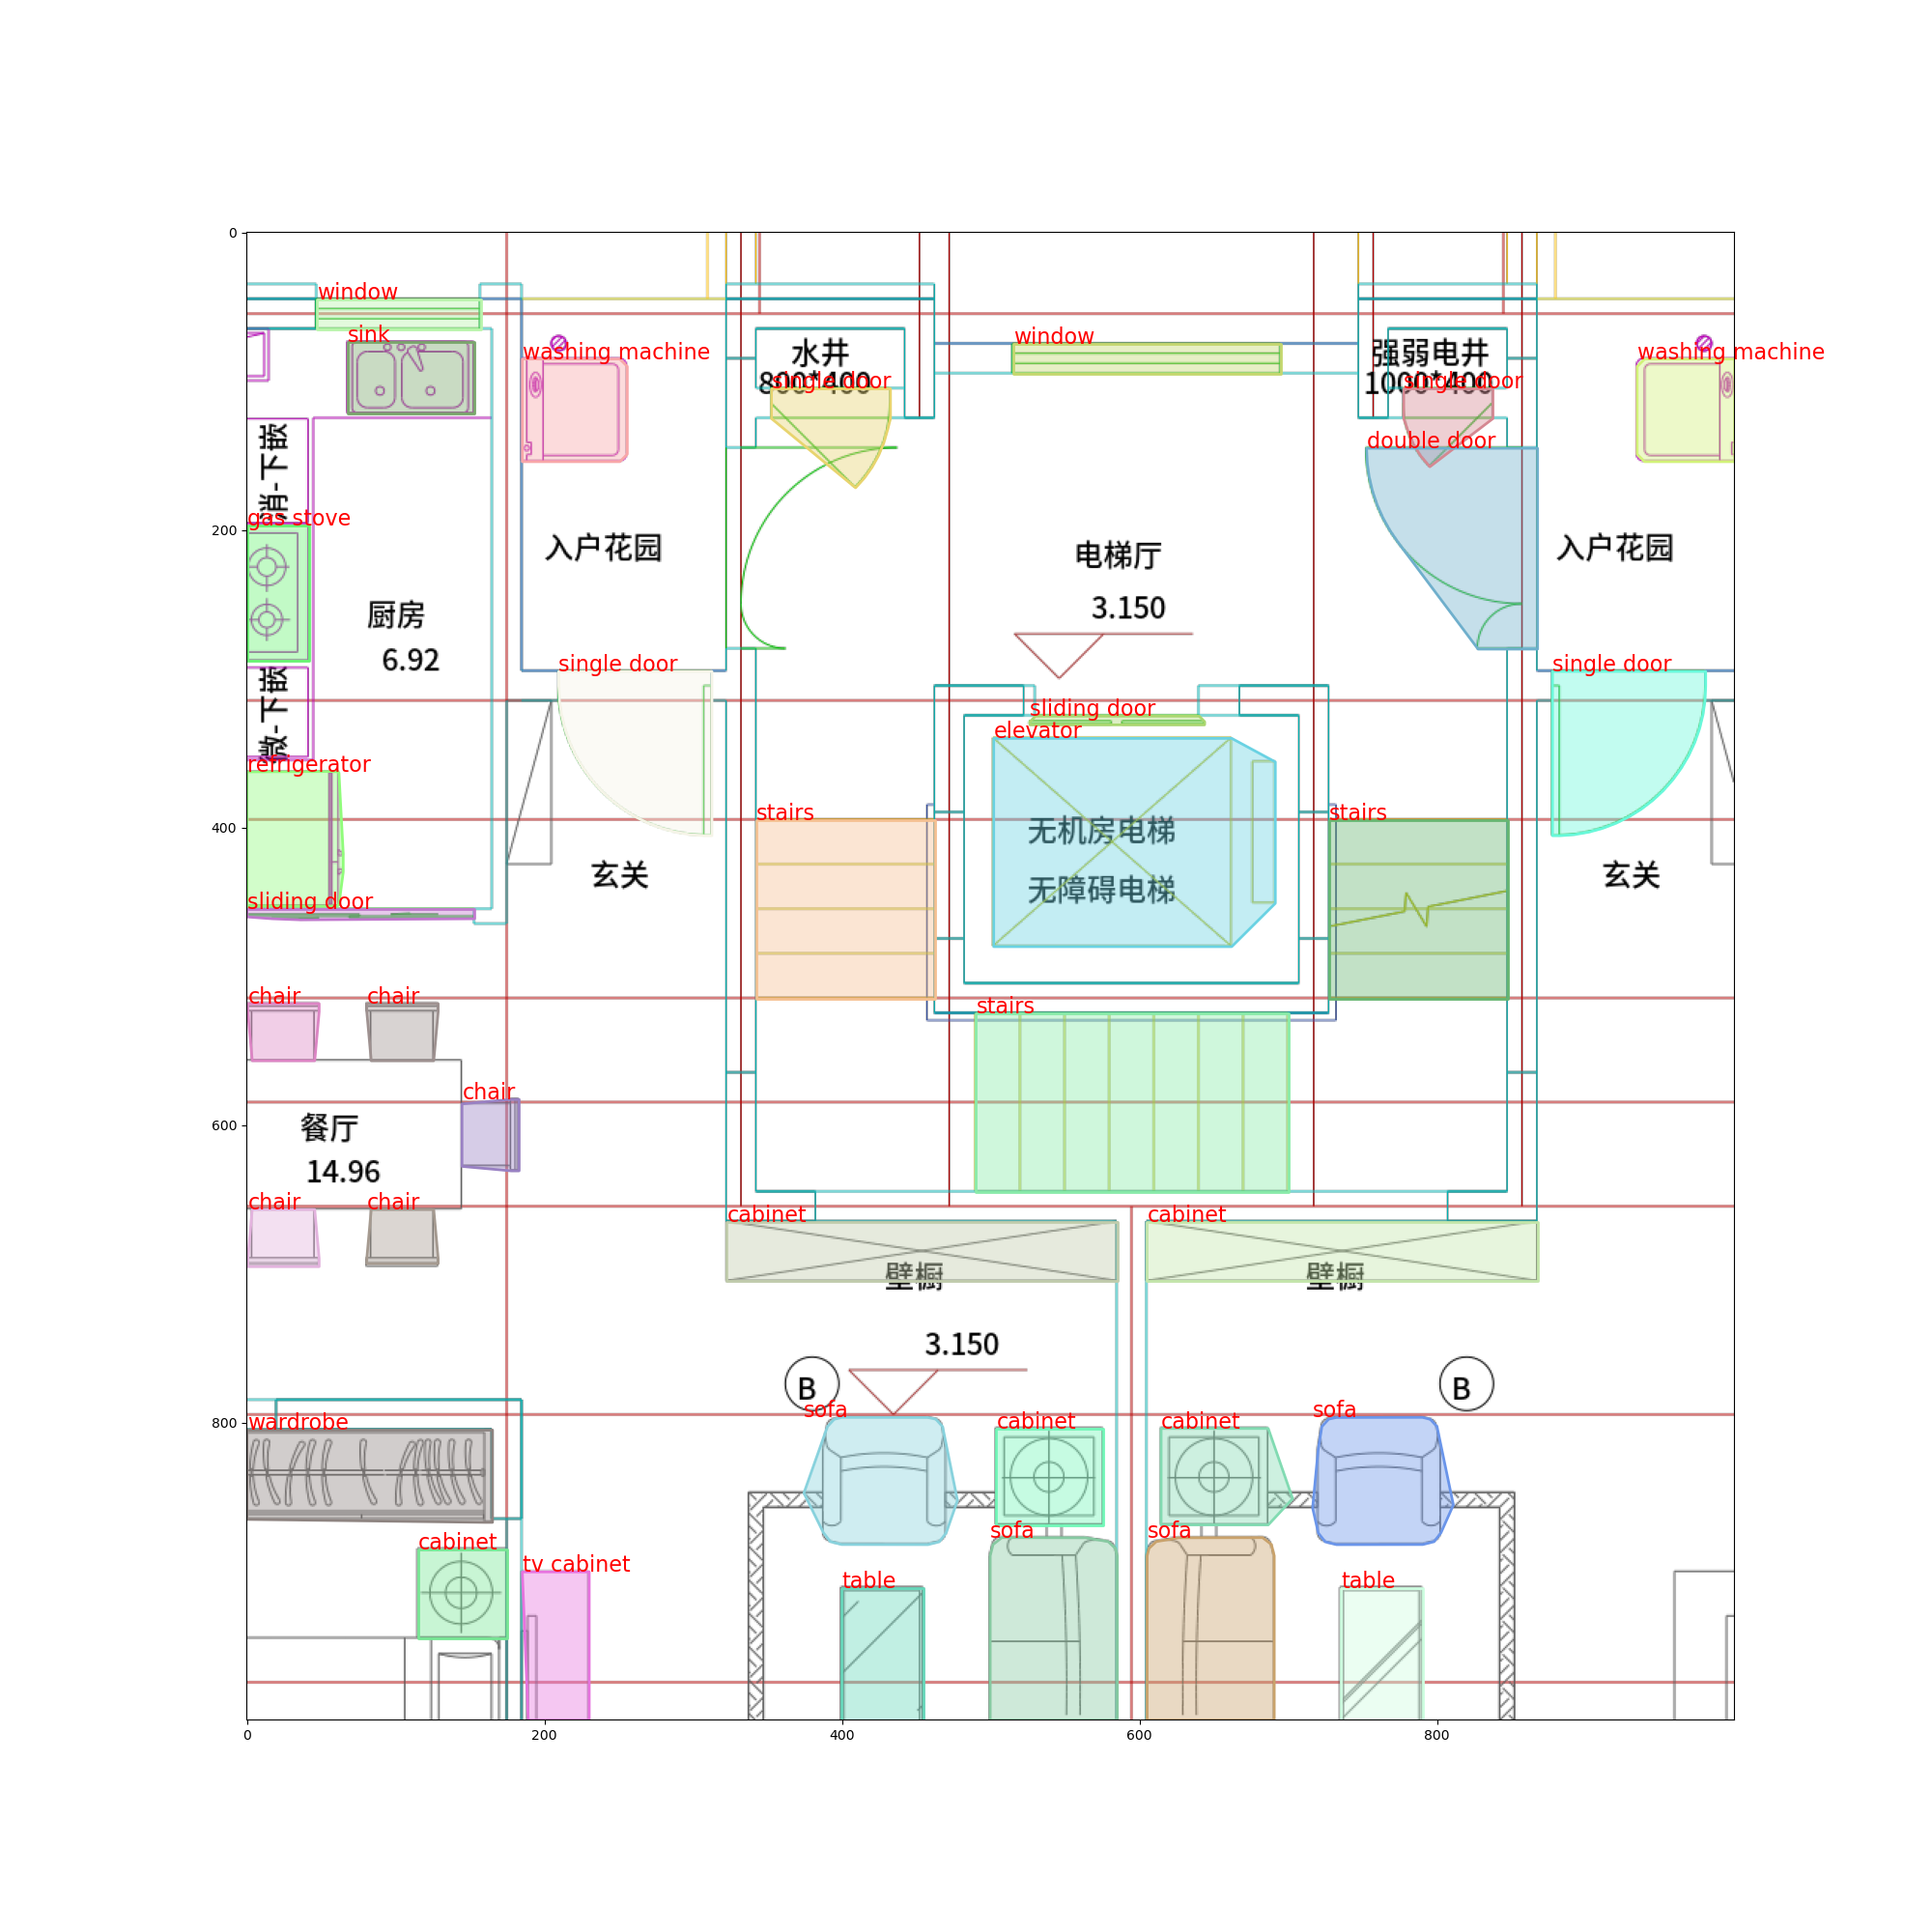 0
window
sink
washing machine
水井
800*400
single door
window
强弱电井
1000*400
single door
washing machine
double door
消-下嵌
gas stove
200
入户花园
电梯厅
3.150
入户花园
厨房
6.92
single door
single door
微-下嵌
sliding door
elevator
refrigerator
400
stairs
stairs
无机房电梯
无障碍电梯
玄关
玄关
sliding door
chair
chair
stairs
chair
600
餐厅
14.96
chair
chair
cabinet
cabinet
壁橱
壁橱
3.150
B
B
sofa
sofa
800
wardrobe
cabinet
cabinet
sofa
sofa
cabinet
tv cabinet
table
table
0
200
400
600
800